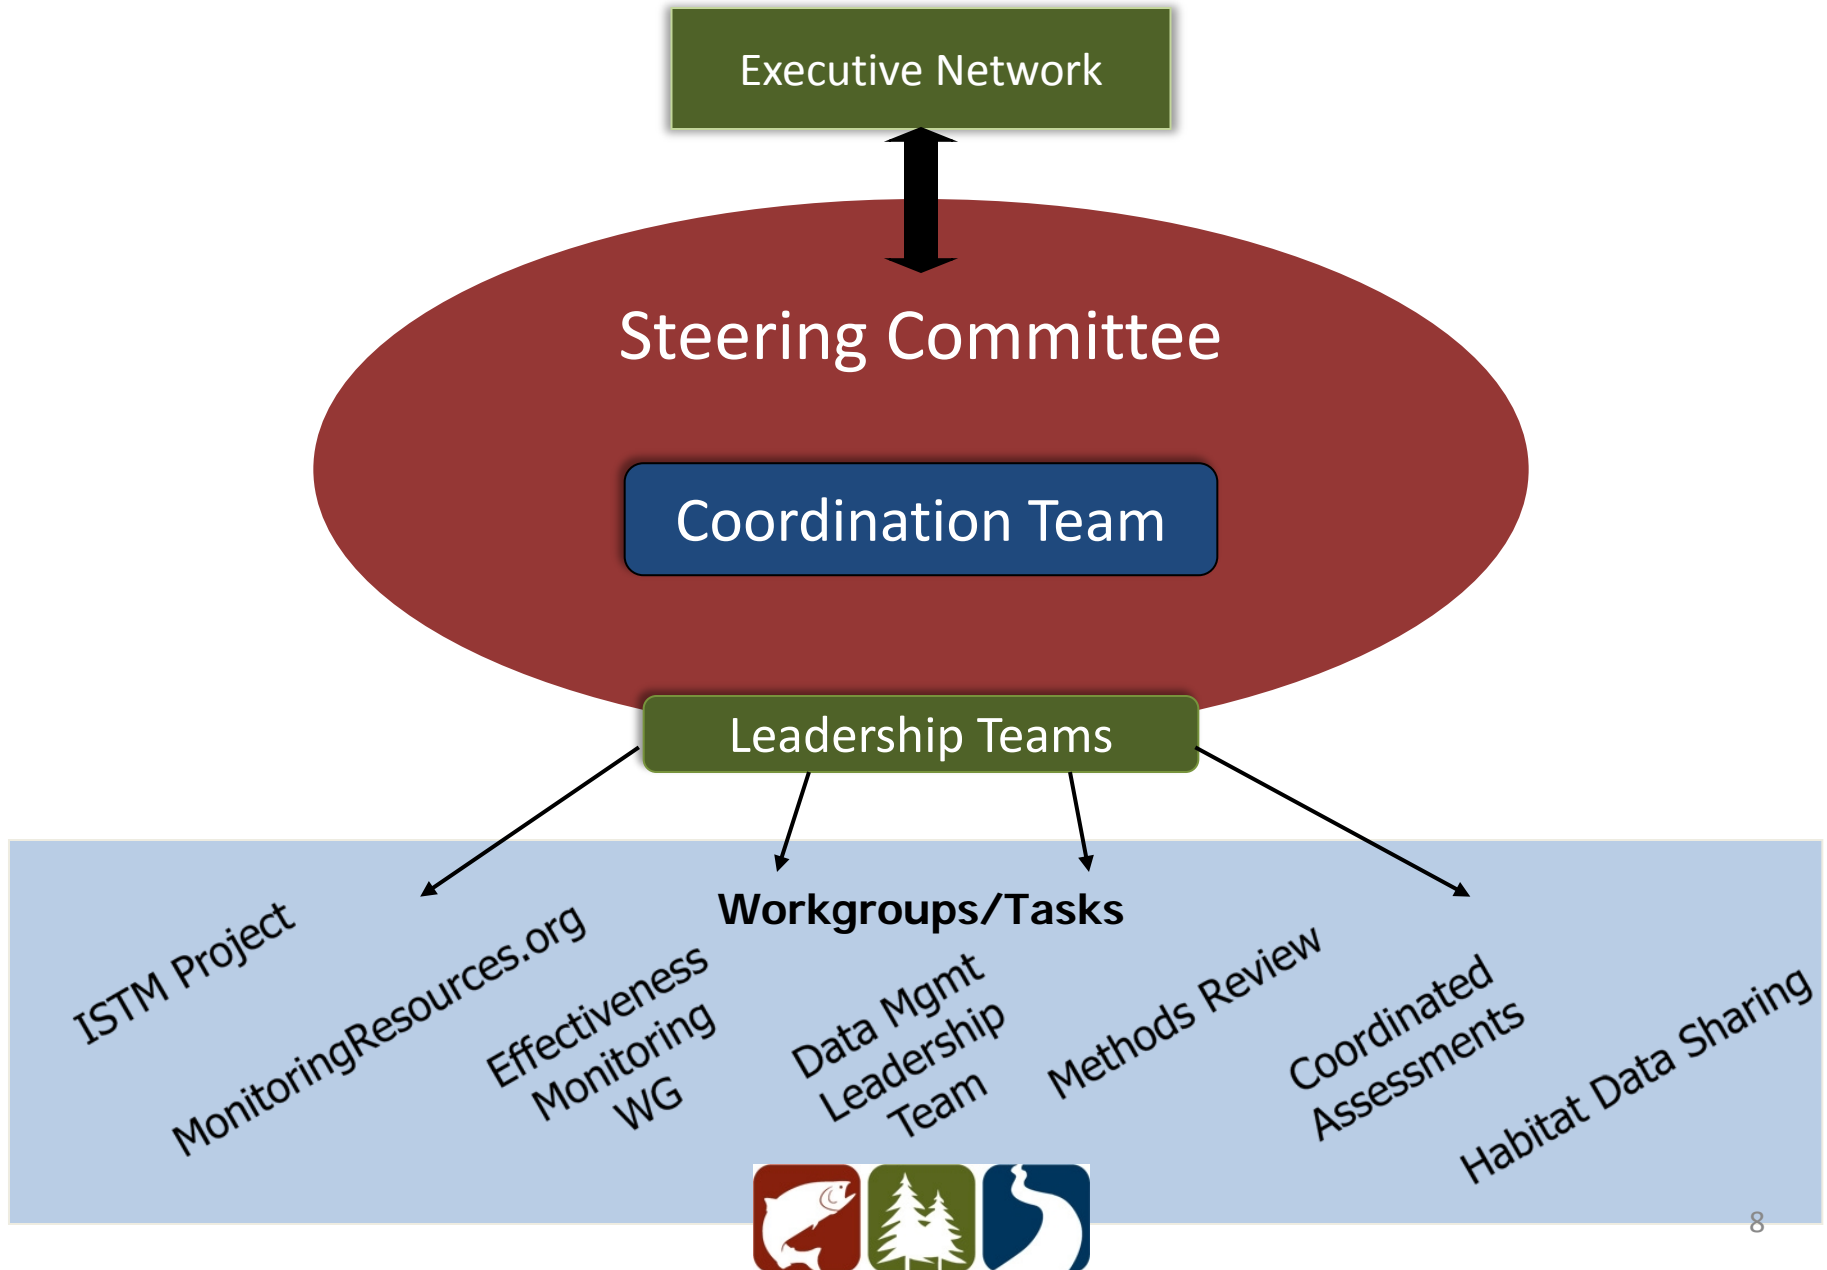 Executive Network
Steering Committee
Coordination Team
Leadership Teams
Workgroups/Tasks
ISTM Project
MonitoringResources.org
Effectiveness
Monitoring
WG
Data Mgmt
Leadership
Team
Methods Review
Coordinated
Assessments
Habitat Data Sharing
8